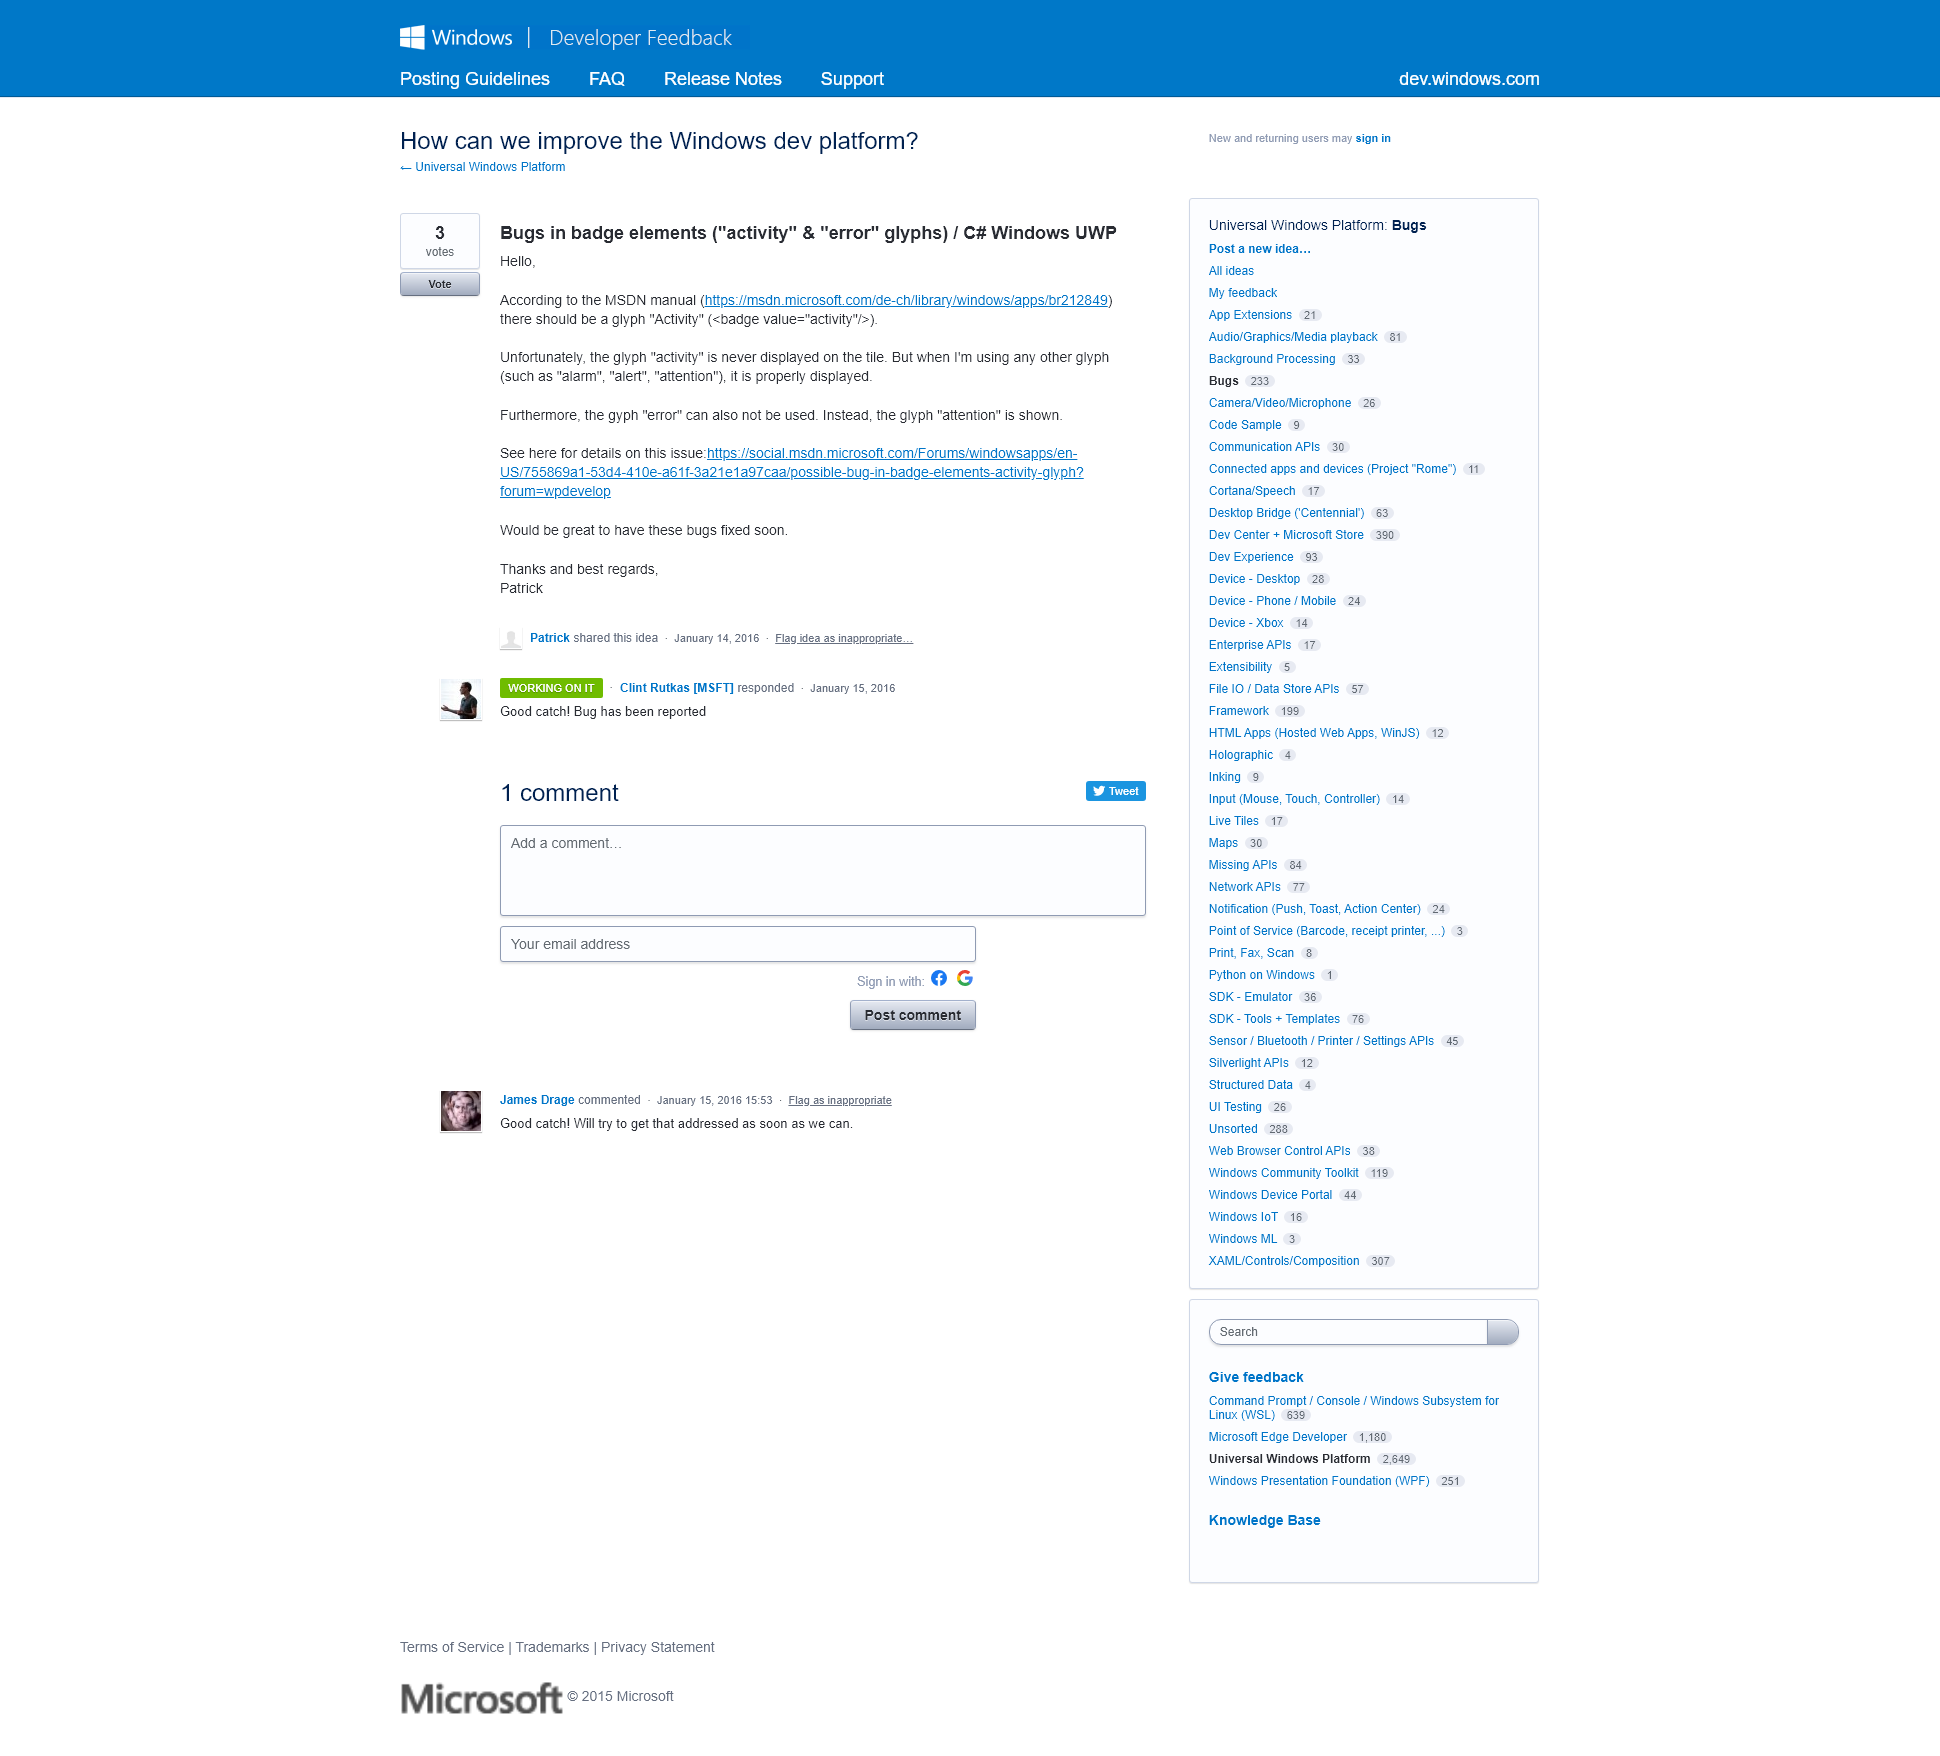 Windows | Developer Feedback
Posting Guidelines FAQ Release Notes Support dev.windows.com
How can we improve the Windows dev platform?
← Universal Windows Platform
New and returning users may sign in
3
votes
Vote
Bugs in badge elements ("activity" & "error" glyphs) / C# Windows UWP
Hello,
According to the MSDN manual (https://msdn.microsoft.com/de-ch/library/windows/apps/br212849)
there should be a glyph "Activity" (<badge value="activity"/>).
Unfortunately, the glyph "activity" is never displayed on the tile. But when I'm using any other glyph
(such as "alarm", "alert", "attention"), it is properly displayed.
Furthermore, the gyph "error" can also not be used. Instead, the glyph "attention" is shown.
See here for details on this issue:https://social.msdn.microsoft.com/Forums/windowsapps/en-
US/755869a1-53d4-410e-a61f-3a21e1a97caa/possible-bug-in-badge-elements-activity-glyph?
forum=wpdevelop
Would be great to have these bugs fixed soon.
Thanks and best regards,
Patrick
Patrick shared this idea · January 14, 2016 · Flag idea as inappropriate…
WORKING ON IT · Clint Rutkas [MSFT] responded · January 15, 2016
Good catch! Bug has been reported
1 comment
Tweet
Add a comment…
Your email address
Sign in with:
Post comment
James Drage commented · January 15, 2016 15:53 · Flag as inappropriate
Good catch! Will try to get that addressed as soon as we can.
Universal Windows Platform: Bugs
Post a new idea…
All ideas
My feedback
App Extensions 21
Audio/Graphics/Media playback 81
Background Processing 33
Bugs 233
Camera/Video/Microphone 26
Code Sample 9
Communication APIs 30
Connected apps and devices (Project "Rome") 11
Cortana/Speech 17
Desktop Bridge ('Centennial') 63
Dev Center + Microsoft Store 390
Dev Experience 93
Device - Desktop 28
Device - Phone / Mobile 24
Device - Xbox 14
Enterprise APIs 17
Extensibility 5
File IO / Data Store APIs 57
Framework 199
HTML Apps (Hosted Web Apps, WinJS) 12
Holographic 4
Inking 9
Input (Mouse, Touch, Controller) 14
Live Tiles 17
Maps 30
Missing APIs 84
Network APIs 77
Notification (Push, Toast, Action Center) 24
Point of Service (Barcode, receipt printer, ...) 3
Print, Fax, Scan 8
Python on Windows 1
SDK - Emulator 36
SDK - Tools + Templates 76
Sensor / Bluetooth / Printer / Settings APIs 45
Silverlight APIs 12
Structured Data 4
UI Testing 26
Unsorted 288
Web Browser Control APIs 38
Windows Community Toolkit 119
Windows Device Portal 44
Windows IoT 16
Windows ML 3
XAML/Controls/Composition 307
Search
Give feedback
Command Prompt / Console / Windows Subsystem for
Linux (WSL) 639
Microsoft Edge Developer 1,180
Universal Windows Platform 2,649
Windows Presentation Foundation (WPF) 251
Knowledge Base
Terms of Service | Trademarks | Privacy Statement
Microsoft © 2015 Microsoft